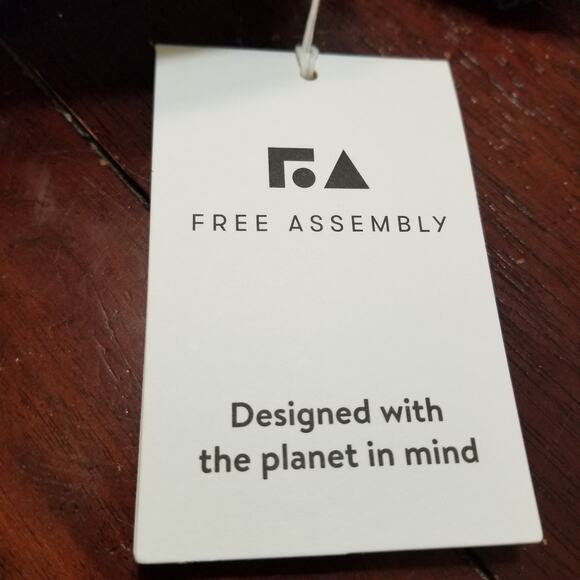 FREE ASSEMBLY
Designed with
the planet in mind